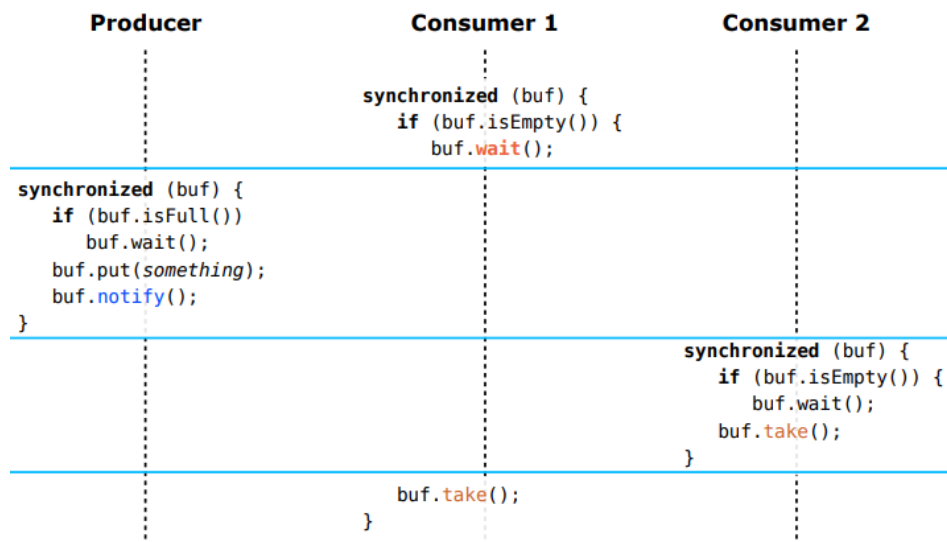 Producer Consumer 1 Consumer 2
synchronized (buf) {
if (buf.isEmpty()) {
buf.wait();
synchronized (buf) {
if (buf.isFull())
buf.wait();
buf.put(something);
buf.notify();
}
synchronized (buf) {
if (buf.isEmpty()) {
buf.wait();
buf.take();
}
buf.take();
}